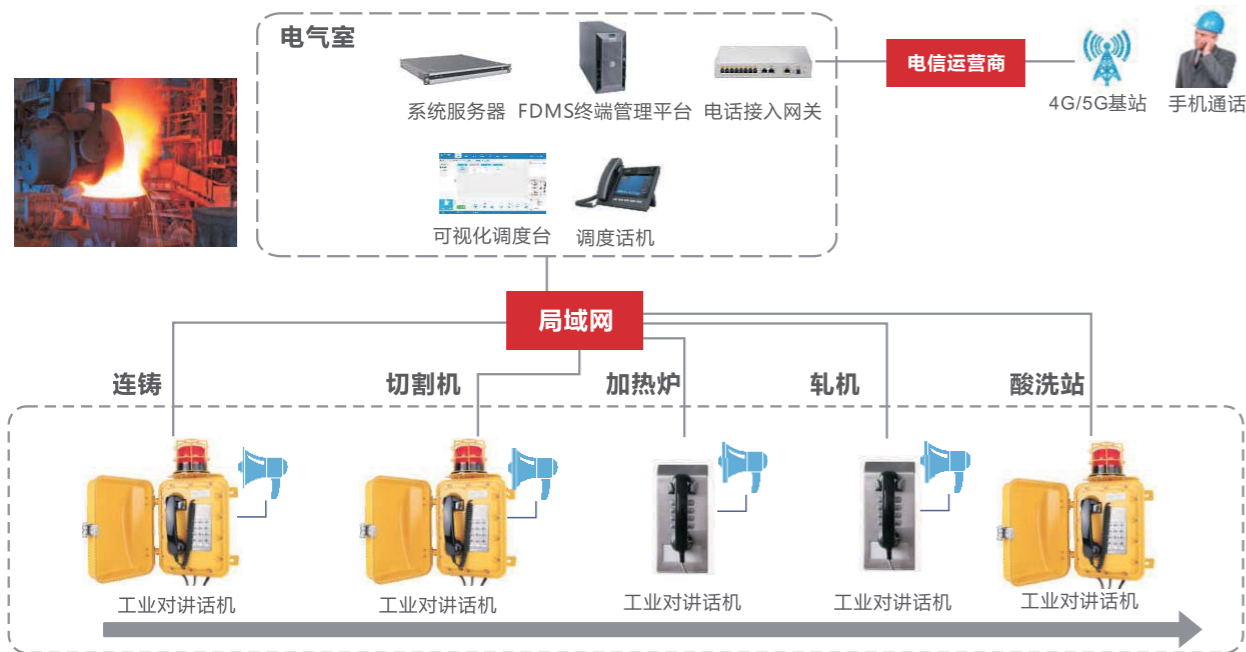 电气室
系统服务器
FDMS终端管理平台
电话接入网关
电信运营商
4G/5G基站
手机通话
可视化调度台
调度话机
局域网
连铸
切割机
加热炉
轧机
酸洗站
工业对讲话机
工业对讲话机
工业对讲话机
工业对讲话机
工业对讲话机